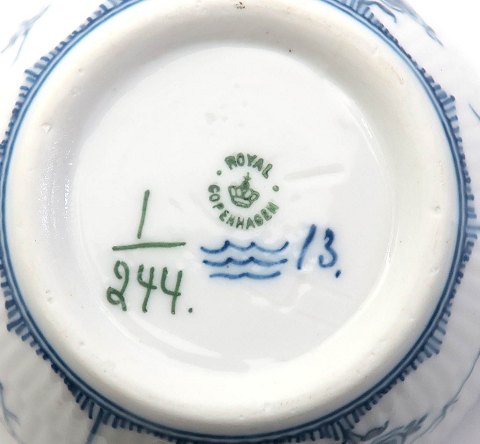 ROYAL
COPENHAGEN
1
244.
13.